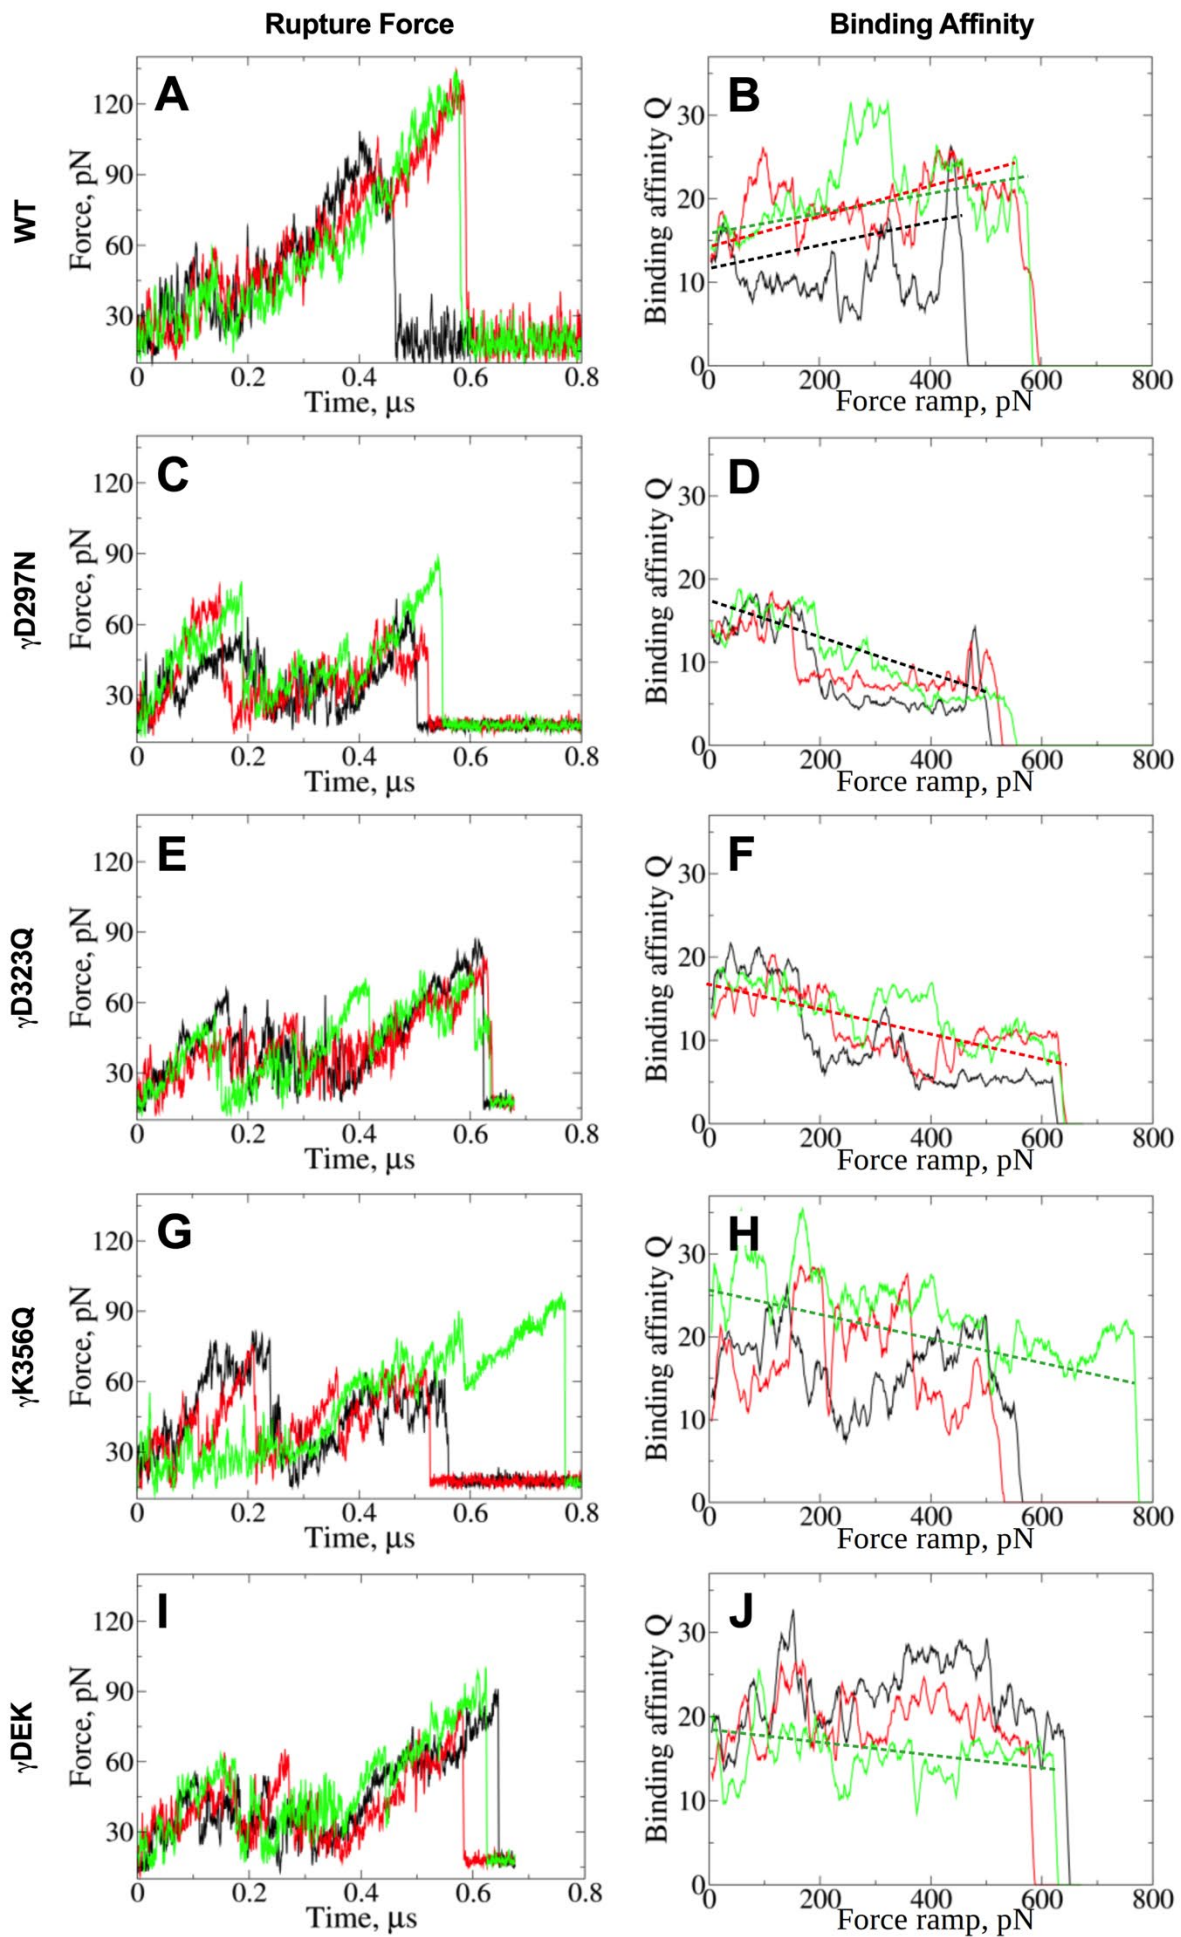 Rupture Force
Binding Affinity
WT
A
Force, pN
120
90
60
30
0 0.2 0.4 0.6 0.8
Time, μs
B
Binding affinity Q
30
20
10
0
0 200 400 600 800
Force ramp, pN
γD297N
C
Force, pN
120
90
60
30
0 0.2 0.4 0.6 0.8
Time, μs
D
Binding affinity Q
30
20
10
0
0 200 400 600 800
Force ramp, pN
γD323Q
E
Force, pN
120
90
60
30
0 0.2 0.4 0.6 0.8
Time, μs
F
Binding affinity Q
30
20
10
0
0 200 400 600 800
Force ramp, pN
γK356Q
G
Force, pN
120
90
60
30
0 0.2 0.4 0.6 0.8
Time, μs
H
Binding affinity Q
30
20
10
0
0 200 400 600 800
Force ramp, pN
γDEK
I
Force, pN
120
90
60
30
0 0.2 0.4 0.6 0.8
Time, μs
J
Binding affinity Q
30
20
10
0
0 200 400 600 800
Force ramp, pN